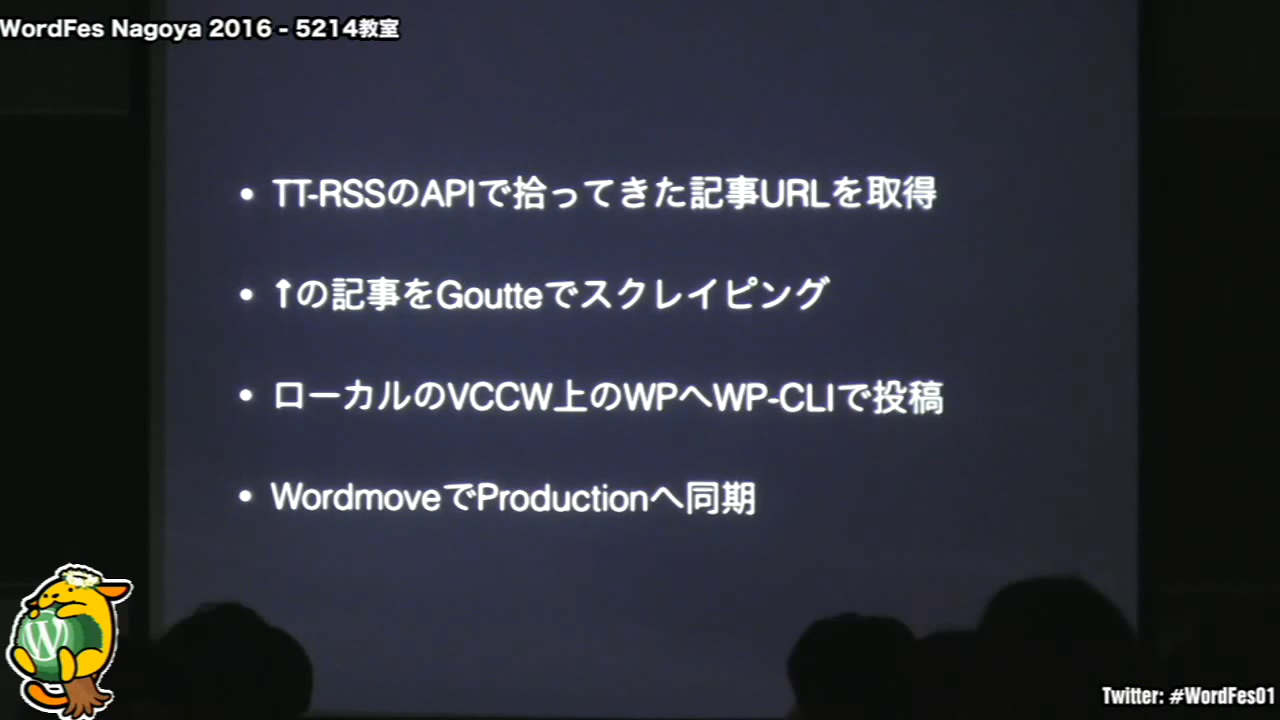 WordFes Nagoya 2016 - 5214教室
• TT-RSSのAPIで拾ってきた記事URLを取得
• ↑の記事をGoutteでスクレイピング
• ローカルのVCCW上のWPへWP-CLIで投稿
• WordmoveでProductionへ同期
W
Twitter: #WordFes01